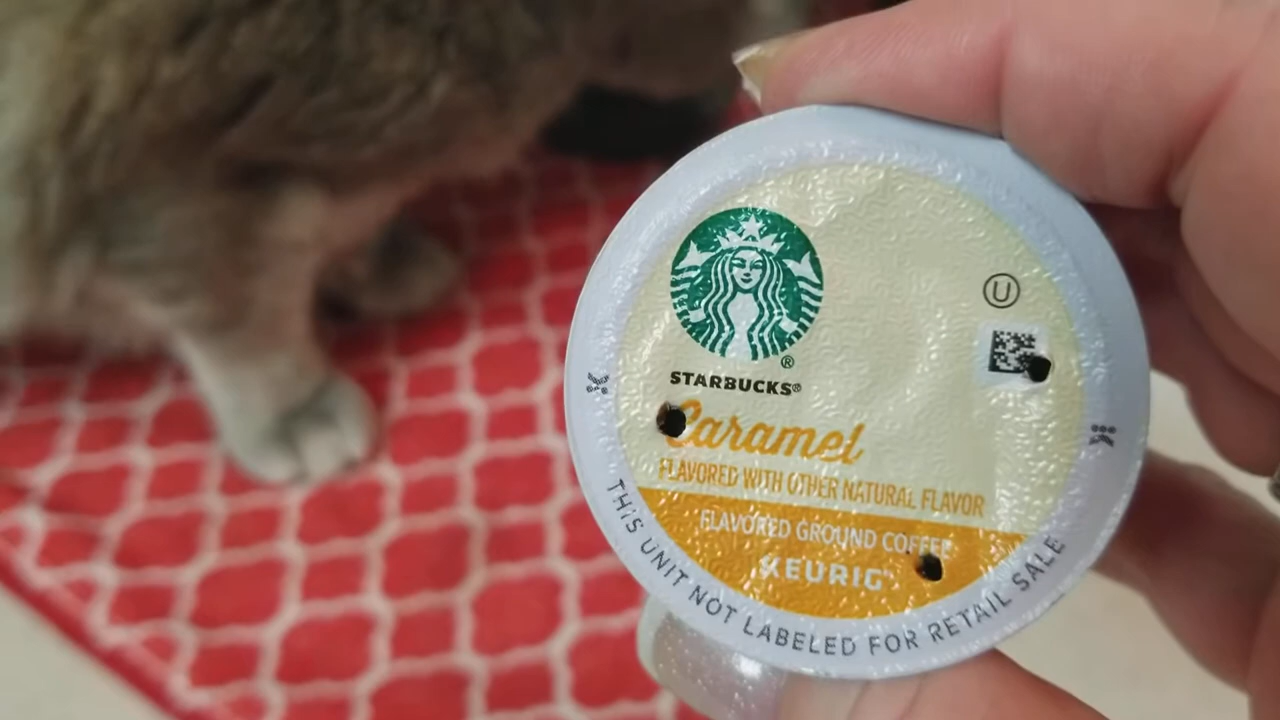 U
STARBUCKS®
Caramel
FLAVORED WITH OTHER NATURAL FLAVOR
FLAVORED GROUND COFFEE
KEURIG
THIS UNIT NOT LABELED FOR RETAIL SALE